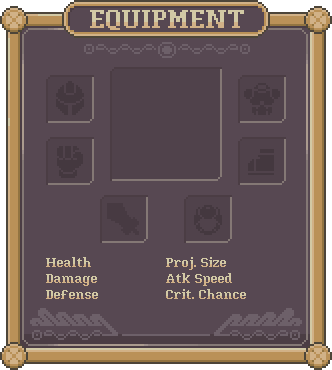 EQUIPMENT
Health
Damage
Defense
Proj. Size
Atk Speed
Crit. Chance